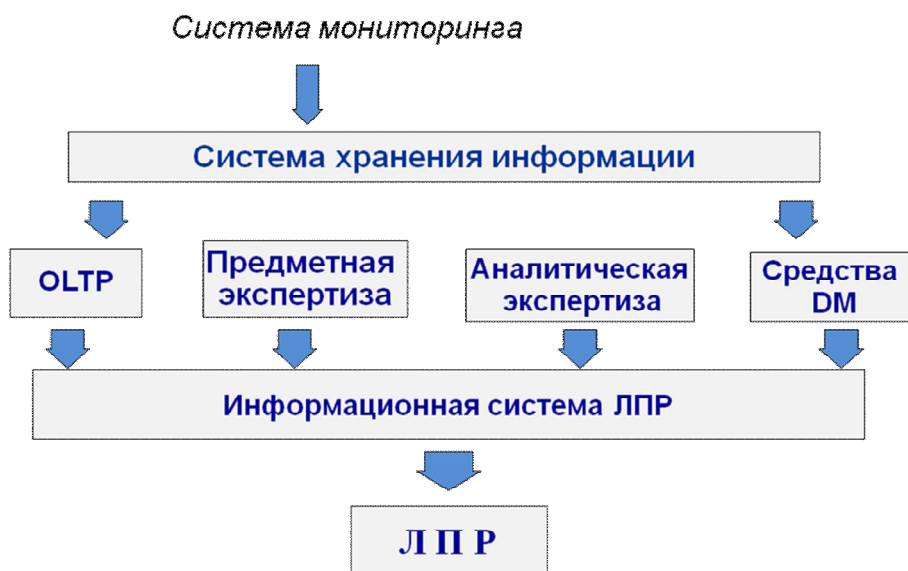 Система мониторинга
Система хранения информации
OLTP
Предметная
экспертиза
Аналитическая
экспертиза
Средства
DM
Информационная система ЛПР
Л П Р